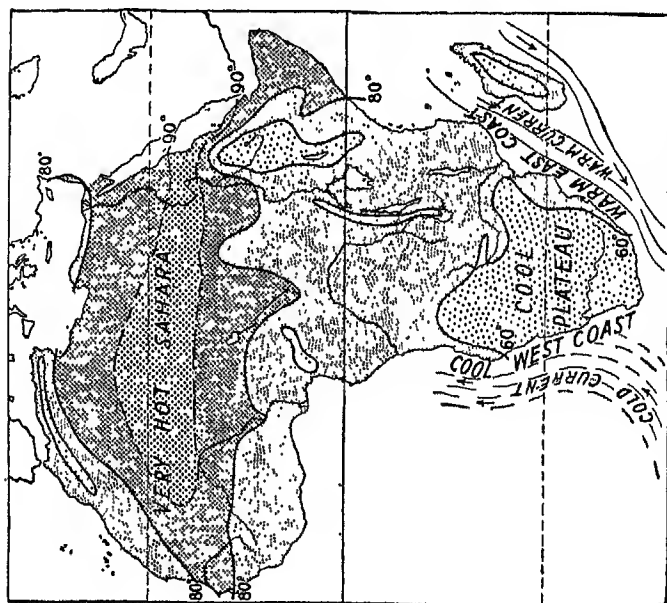 80°
90°
90°
80°
VERY HOT SAHARA
80°
80°
WARM CURRENT
WARM EAST COAST
COOL PLATEAU
60°
60°
COOL WEST COAST
COLD CURRENT